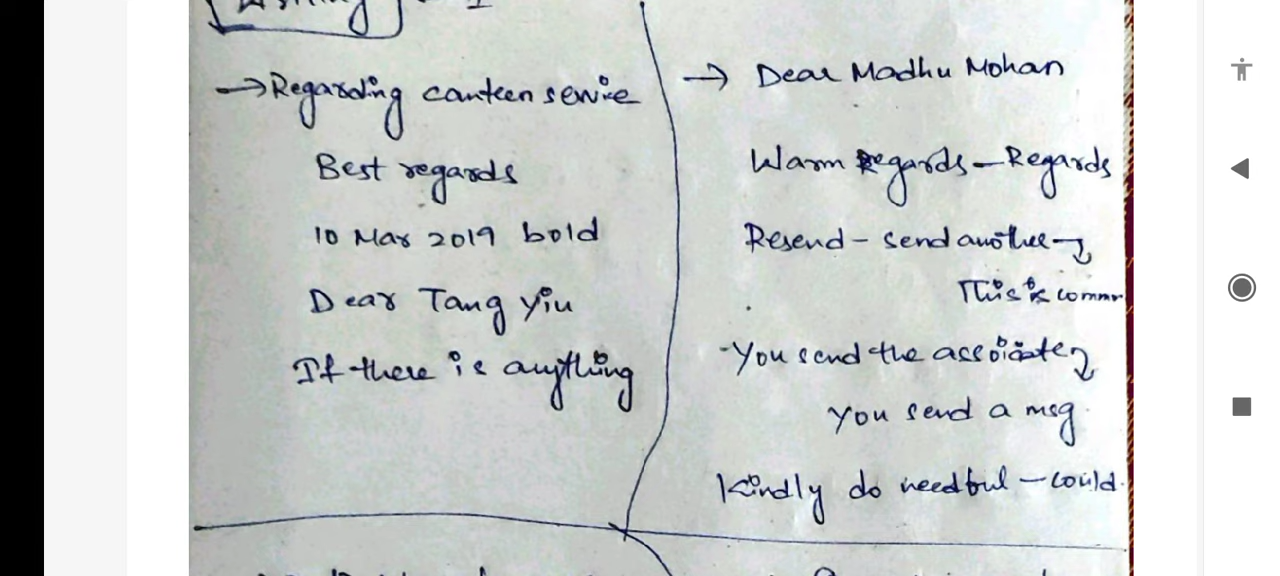 → Regarding canteen service
Best regards
10 Mar 2019 bold
Dear Tang Yiu
If there is anything
→ Dear Madhu Mohan
Warm Regards - Regards
Resend - send another
This is comm
- You send the associate
You send a msg
Kindly do needful - could